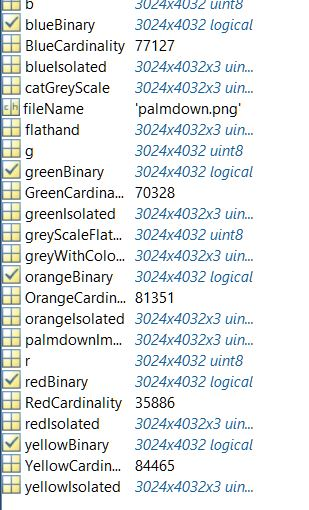 b 3024x4032 uint8
blueBinary 3024x4032 logical
BlueCardinality 77127
blueIsolated 3024x4032x3 uin...
catGreyScale 3024x4032x3 uin...
ch fileName 'palmdown.png'
flathand 3024x4032x3 uin...
g 3024x4032 uint8
greenBinary 3024x4032 logical
GreenCardina... 70328
greenIsolated 3024x4032x3 uin...
greyScaleFlat... 3024x4032 uint8
greyWithColo... 3024x4032x3 uin...
orangeBinary 3024x4032 logical
OrangeCardin... 81351
orangeIsolated 3024x4032x3 uin...
palmdownIm... 3024x4032x3 uin...
r 3024x4032 uint8
redBinary 3024x4032 logical
RedCardinality 35886
redIsolated 3024x4032x3 uin...
yellowBinary 3024x4032 logical
YellowCardin... 84465
yellowIsolated 3024x4032x3 uin...